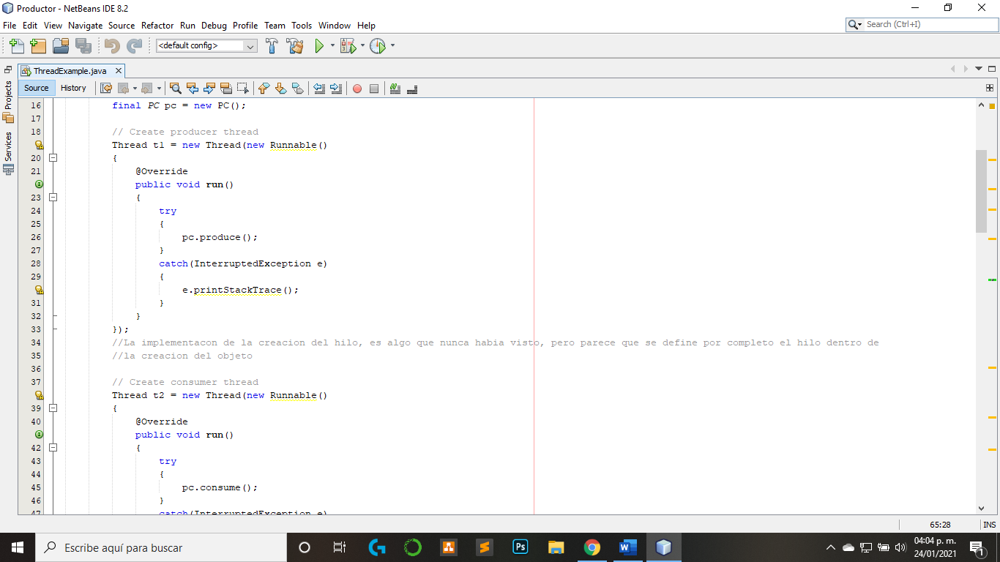 Productor - NetBeans IDE 8.2
File Edit View Navigate Source Refactor Run Debug Profile Team Tools Window Help
Search (Ctrl+I)
<default config>
ThreadExample.java
Source History
Projects
Services
16 final PC pc = new PC();
17
18 // Create producer thread
Thread t1 = new Thread(new Runnable()
20 {
21 @Override
public void run()
23 {
24 try
25 {
26 pc.produce();
27 }
28 catch(InterruptedException e)
29 {
e.printStackTrace();
31 }
32 }
33 });
34 //La implementacon de la creacion del hilo, es algo que nunca habia visto, pero parece que se define por completo el hilo dentro de
35 //la creacion del objeto
36
37 // Create consumer thread
Thread t2 = new Thread(new Runnable()
39 {
40 @Override
public void run()
42 {
43 try
44 {
45 pc.consume();
46 }
47 catch(InterruptedException e)
65:28 INS
Escribe aquí para buscar
Ps
04:04 p. m.
24/01/2021
1